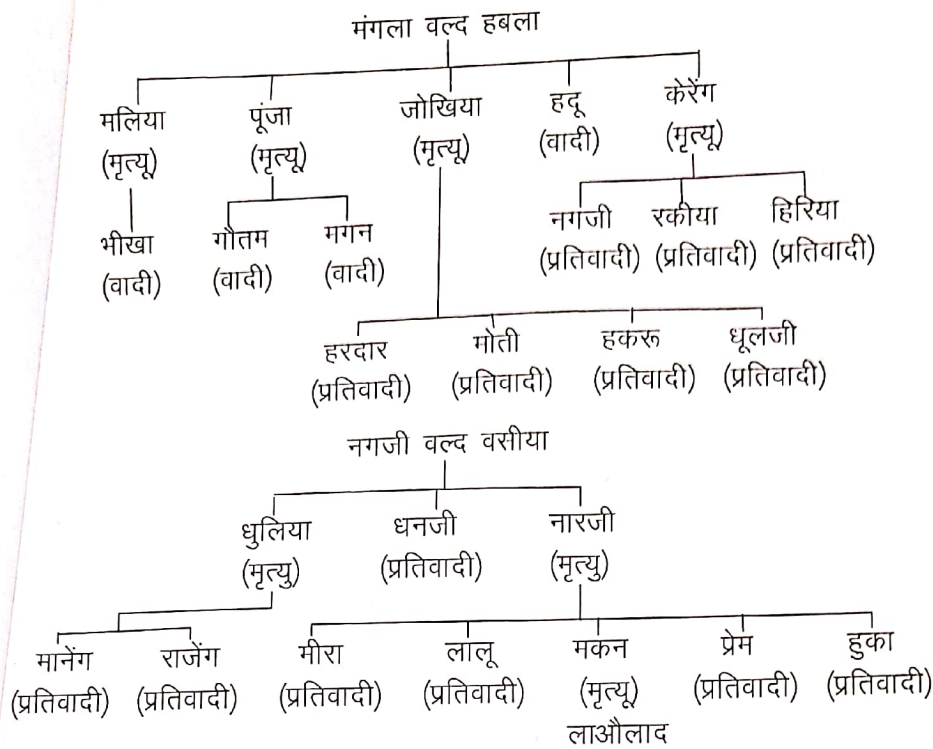 मंगला वल्द हबला
मलिया पूंजा जोखिया हदू केरेंग
(मृत्यू) (मृत्यू) (मृत्यू) (वादी) (मृत्यू)
भीखा गौतम मगन नगजी रकीया हिरिया
(वादी) (वादी) (वादी) (प्रतिवादी) (प्रतिवादी) (प्रतिवादी)
हरदार मोती हकरू धूलजी
(प्रतिवादी) (प्रतिवादी) (प्रतिवादी) (प्रतिवादी)
नगजी वल्द वसीया
धुलिया धनजी नारजी
(मृत्यु) (प्रतिवादी) (मृत्यु)
मानेंग राजेंग मीरा लालू मकन प्रेम हुका
(प्रतिवादी) (प्रतिवादी) (प्रतिवादी) (प्रतिवादी) (मृत्यू) (प्रतिवादी) (प्रतिवादी)
लाऔलाद